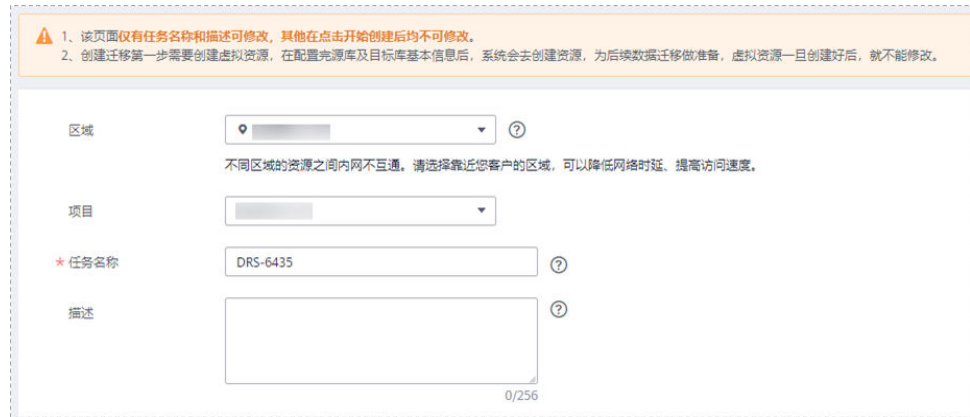 1、该页面仅有任务名称和描述可修改，其他在点击开始创建后均不可修改。
2、创建迁移第一步需要创建虚拟资源，在配置完源库及目标库基本信息后，系统会去创建资源，为后续数据迁移做准备，虚拟资源一旦创建好后，就不能修改。
区域
不同区域的资源之间内网不互通。请选择靠近您客户的区域，可以降低网络时延、提高访问速度。
项目
* 任务名称 DRS-6435
描述
0/256